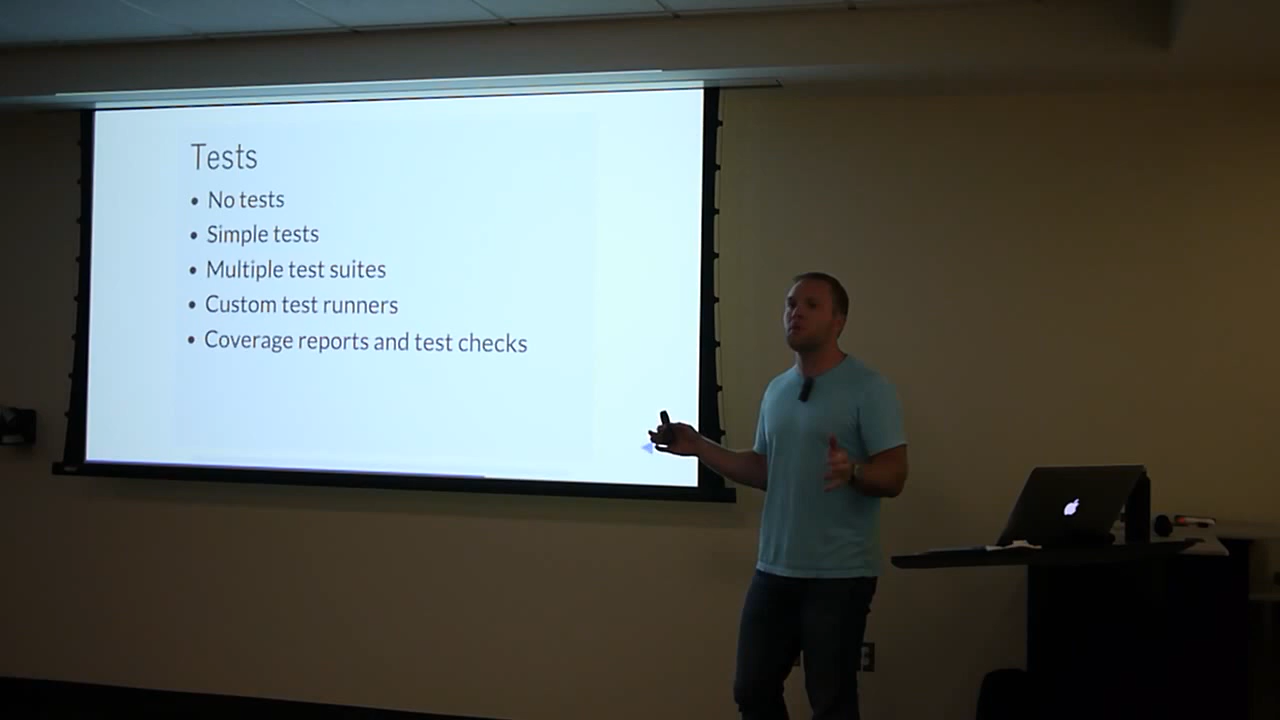 Tests
• No tests
• Simple tests
• Multiple test suites
• Custom test runners
• Coverage reports and test checks